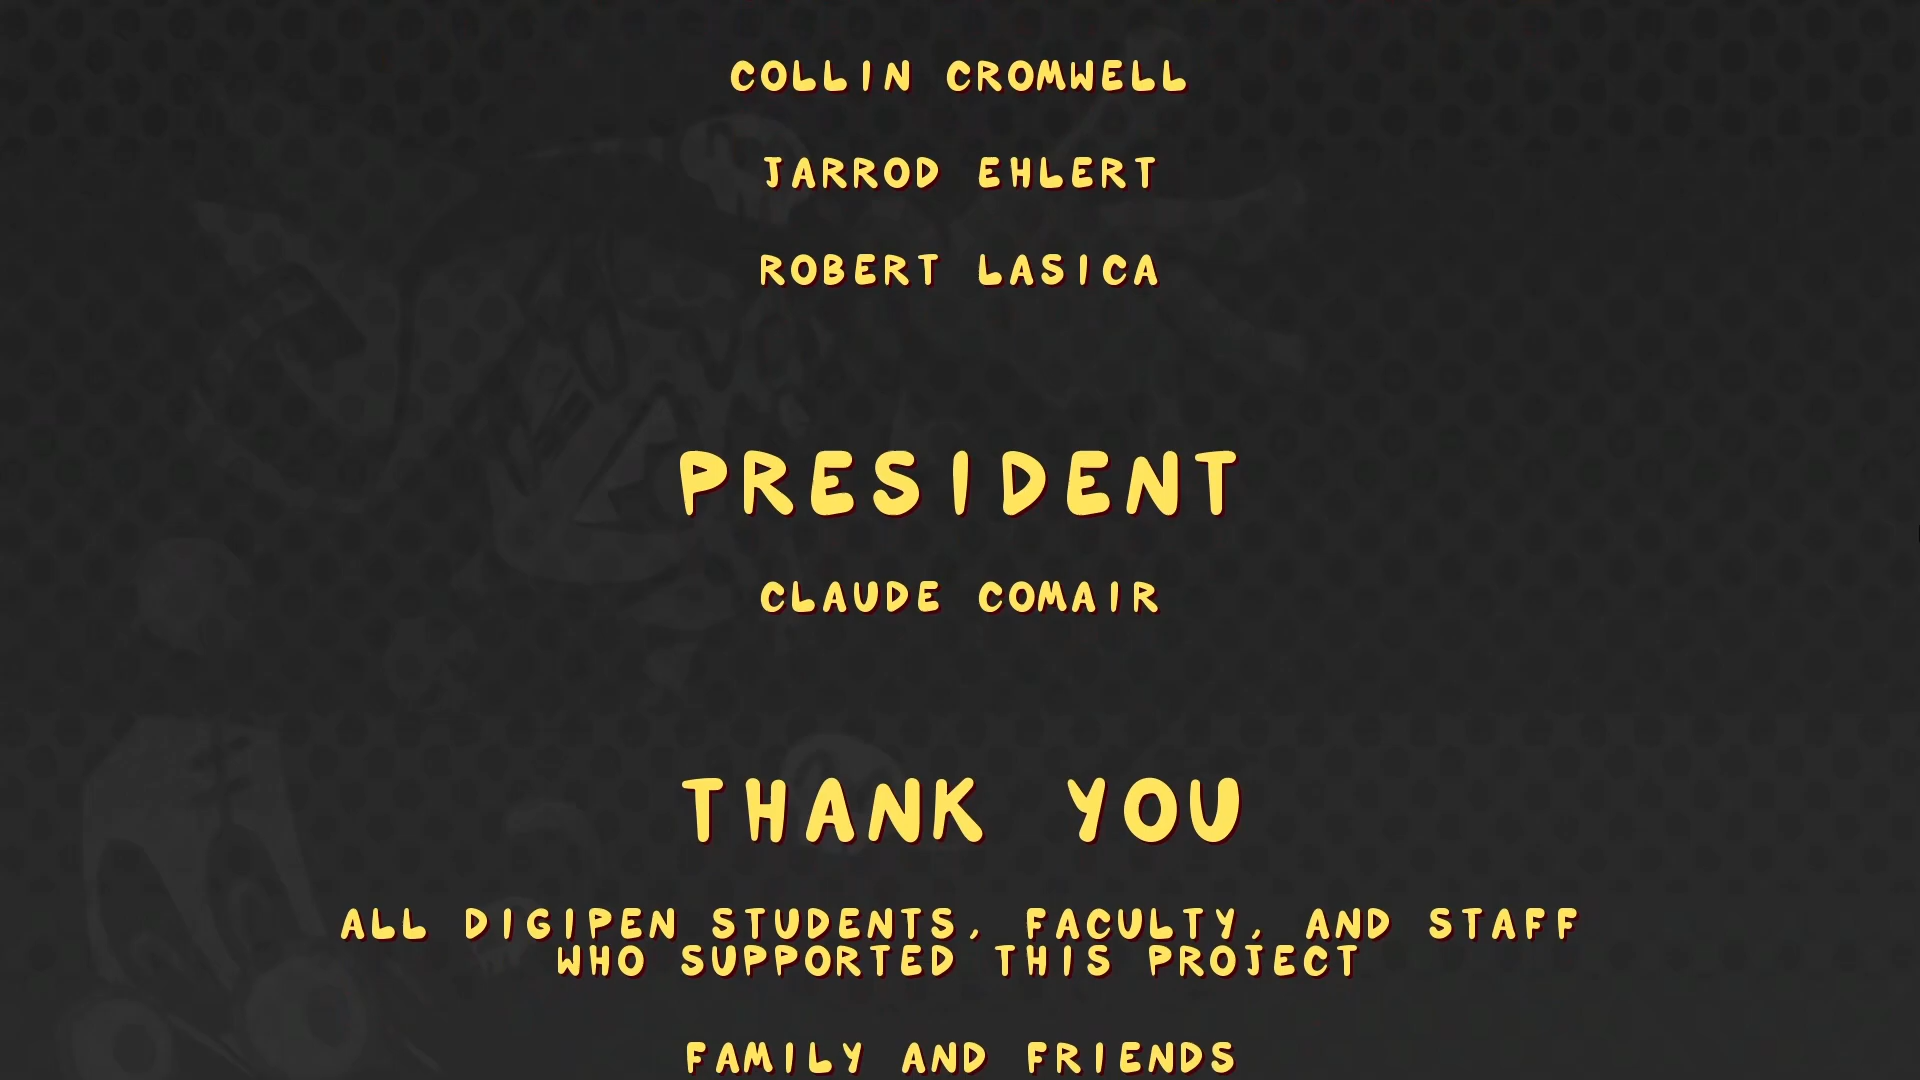 COLLIN CROMWELL
JARROD EHLERT
ROBERT LASICA
PRESIDENT
CLAUDE COMAIR
THANK YOU
ALL DIGIPEN STUDENTS, FACULTY, AND STAFF
WHO SUPPORTED THIS PROJECT
FAMILY AND FRIENDS